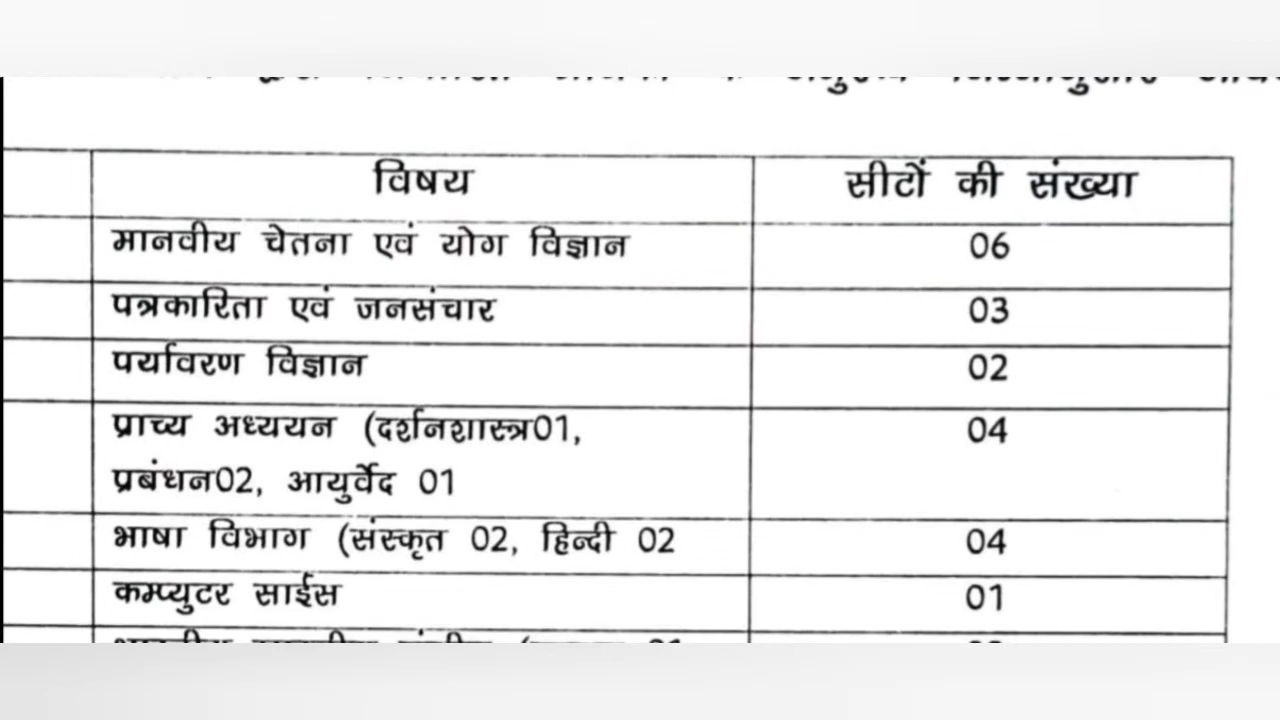 विषय सीटों की संख्या
मानवीय चेतना एवं योग विज्ञान 06
पत्रकारिता एवं जनसंचार 03
पर्यावरण विज्ञान 02
प्राच्य अध्ययन (दर्शनशास्त्र01, 04
प्रबंधन02, आयुर्वेद 01
भाषा विभाग (संस्कृत 02, हिन्दी 02 04
कम्प्युटर साईंस 01